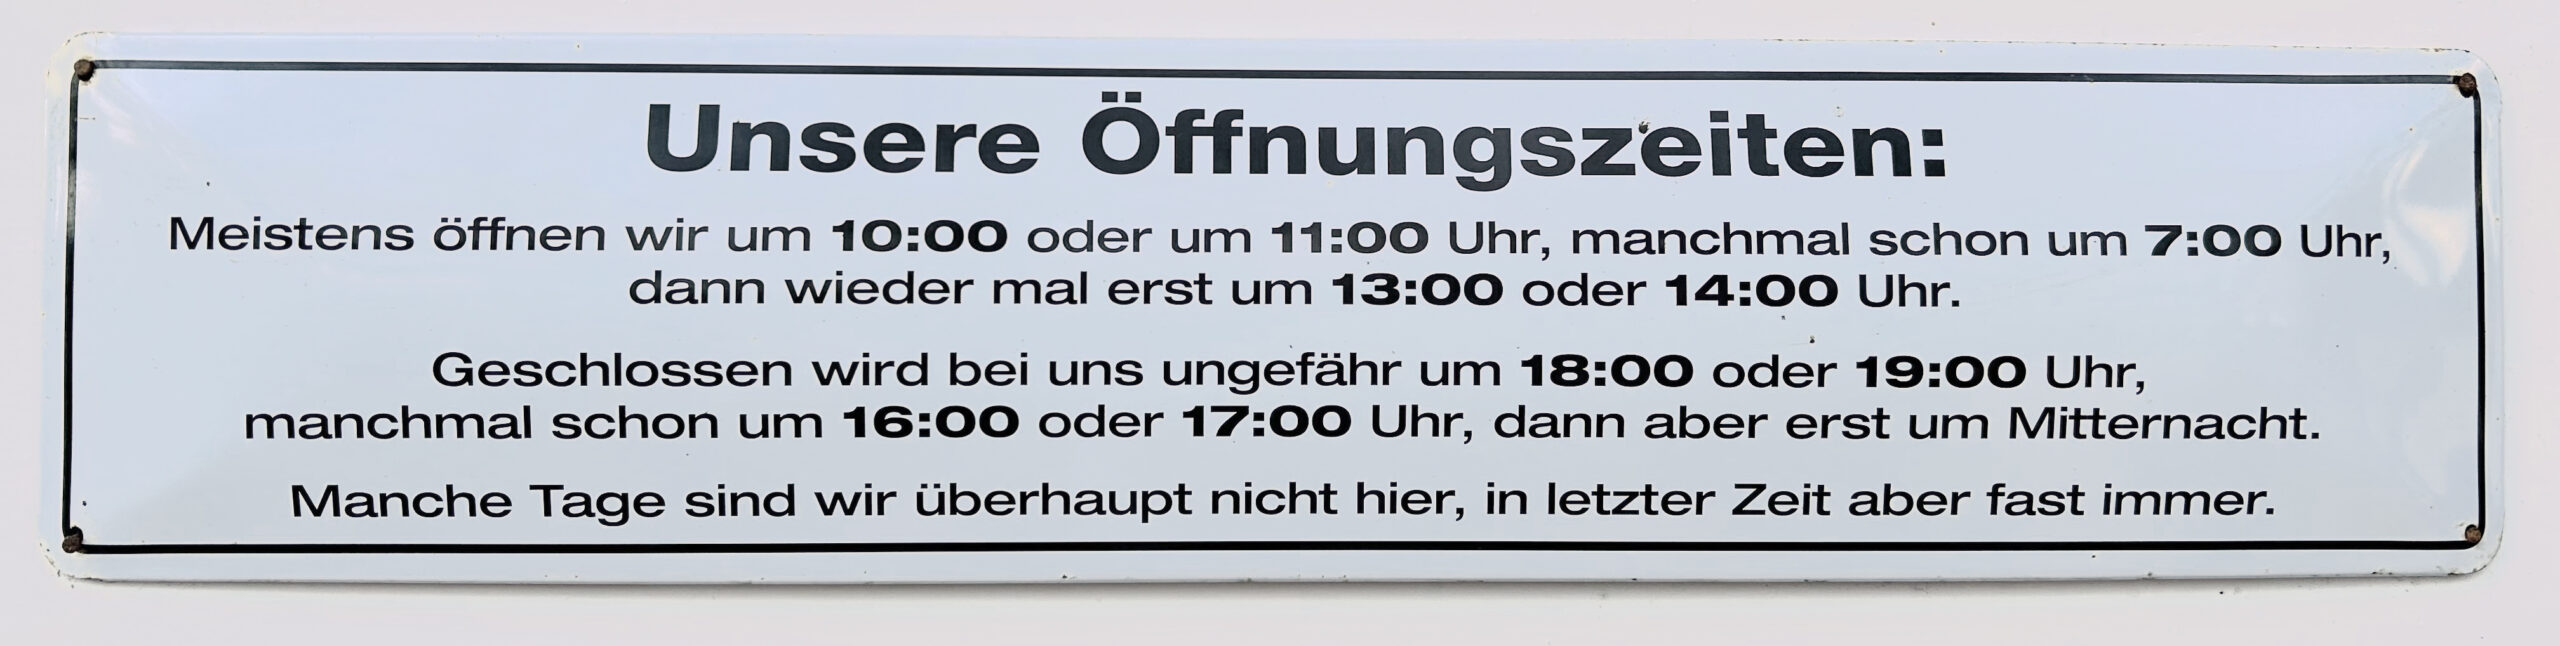 Unsere Öffnungszeiten:
Meistens öffnen wir um 10:00 oder um 11:00 Uhr, manchmal schon um 7:00 Uhr,
dann wieder mal erst um 13:00 oder 14:00 Uhr.
Geschlossen wird bei uns ungefähr um 18:00 oder 19:00 Uhr,
manchmal schon um 16:00 oder 17:00 Uhr, dann aber erst um Mitternacht.
Manche Tage sind wir überhaupt nicht hier, in letzter Zeit aber fast immer.